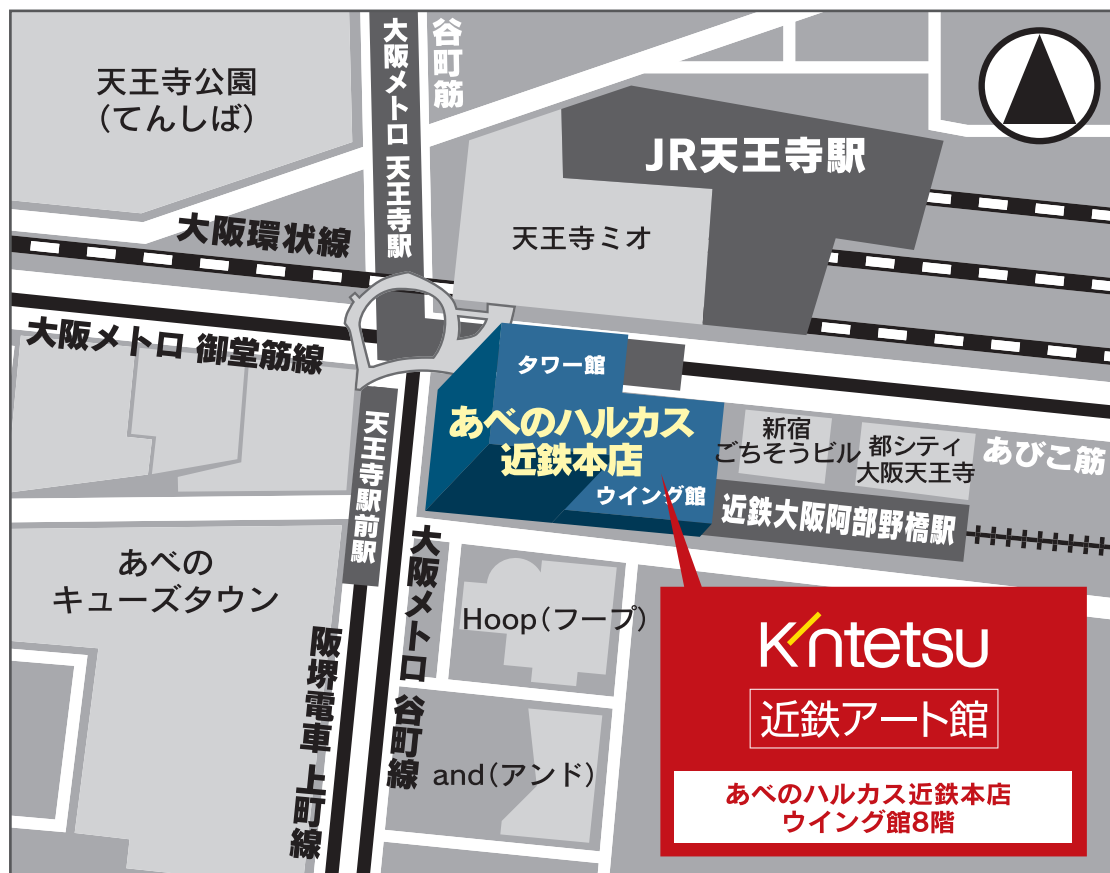 天王寺公園
（てんしば）
大阪メトロ 天王寺駅
谷町筋
JR天王寺駅
大阪環状線
天王寺ミオ
大阪メトロ 御堂筋線
タワー館
あべのハルカス
近鉄本店
ウイング館
新宿
ごちそうビル
都シティ
大阪天王寺
あびこ筋
天王寺駅前駅
近鉄大阪阿部野橋駅
あべの
キューズタウン
大阪メトロ 谷町線
Hoop（フープ）
阪堺電車 上町線
and（アンド）
Kintetsu
近鉄アート館
あべのハルカス近鉄本店
ウイング館8階